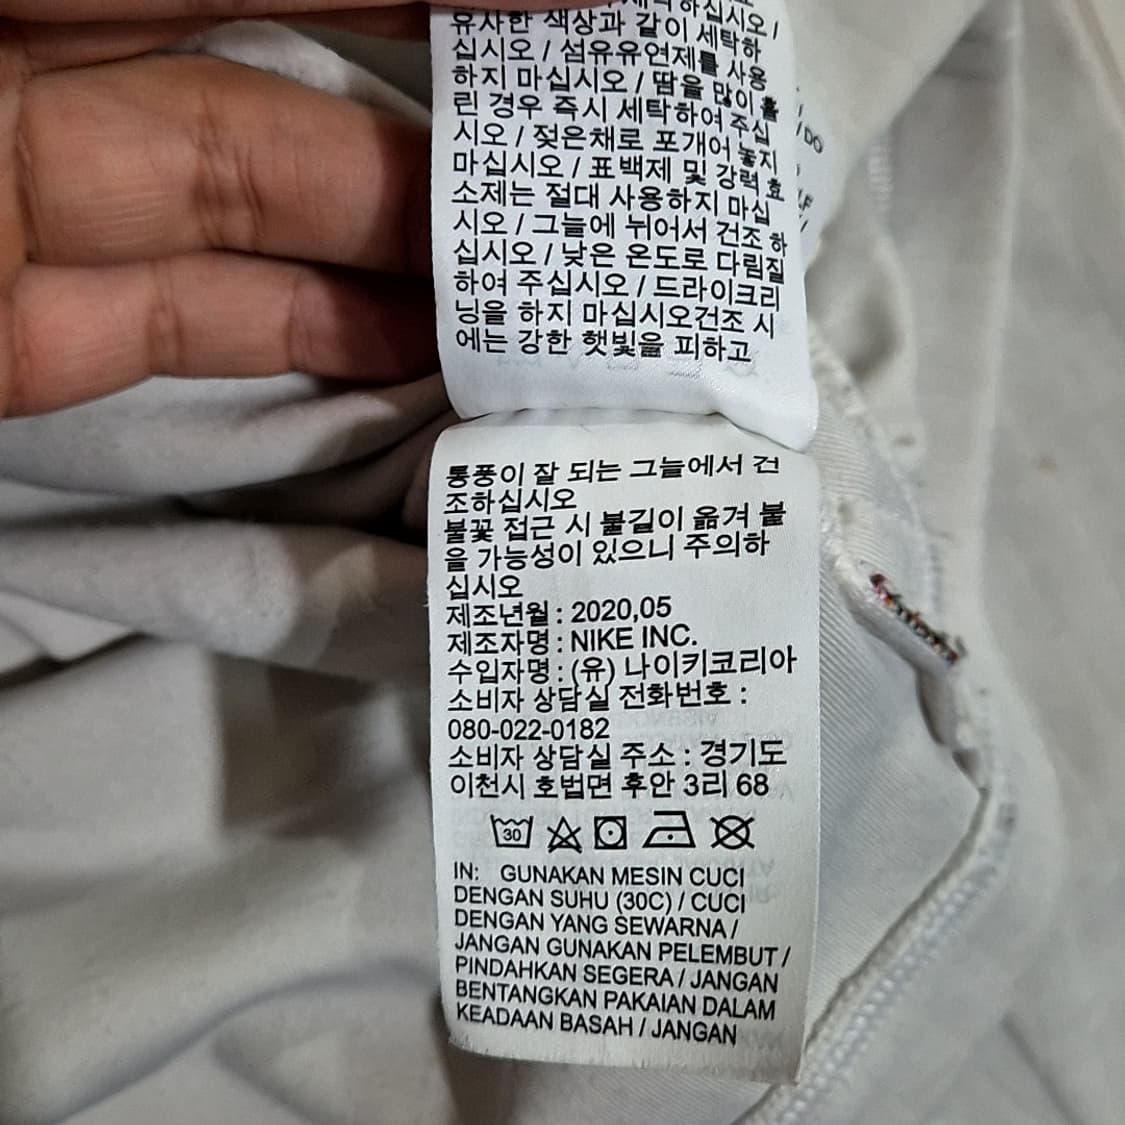 세탁하십시오 /
유사한 색상과 같이 세탁하
십시오 / 섬유유연제를 사용
하지 마십시오 / 땀을 많이 흘
린 경우 즉시 세탁하여 주십
시오 / 젖은채로 포개어 놓지
마십시오 / 표백제 및 강력 효
소제는 절대 사용하지 마십
시오 / 그늘에 뉘어서 건조 하
십시오 / 낮은 온도로 다림질
하여 주십시오 / 드라이크리
닝을 하지 마십시오건조 시
에는 강한 햇빛을 피하고
DO
통풍이 잘 되는 그늘에서 건
조하십시오
불꽃 접근 시 불길이 옮겨 붙
을 가능성이 있으니 주의하
십시오
제조년월 : 2020,05
제조자명 : NIKE INC.
수입자명 : (유) 나이키코리아
소비자 상담실 전화번호 :
080-022-0182
소비자 상담실 주소 : 경기도
이천시 호법면 후안 3리 68
30
IN: GUNAKAN MESIN CUCI
DENGAN SUHU (30C) / CUCI
DENGAN YANG SEWARNA /
JANGAN GUNAKAN PELEMBUT /
PINDAHKAN SEGERA / JANGAN
BENTANGKAN PAKAIAN DALAM
KEADAAN BASAH / JANGAN